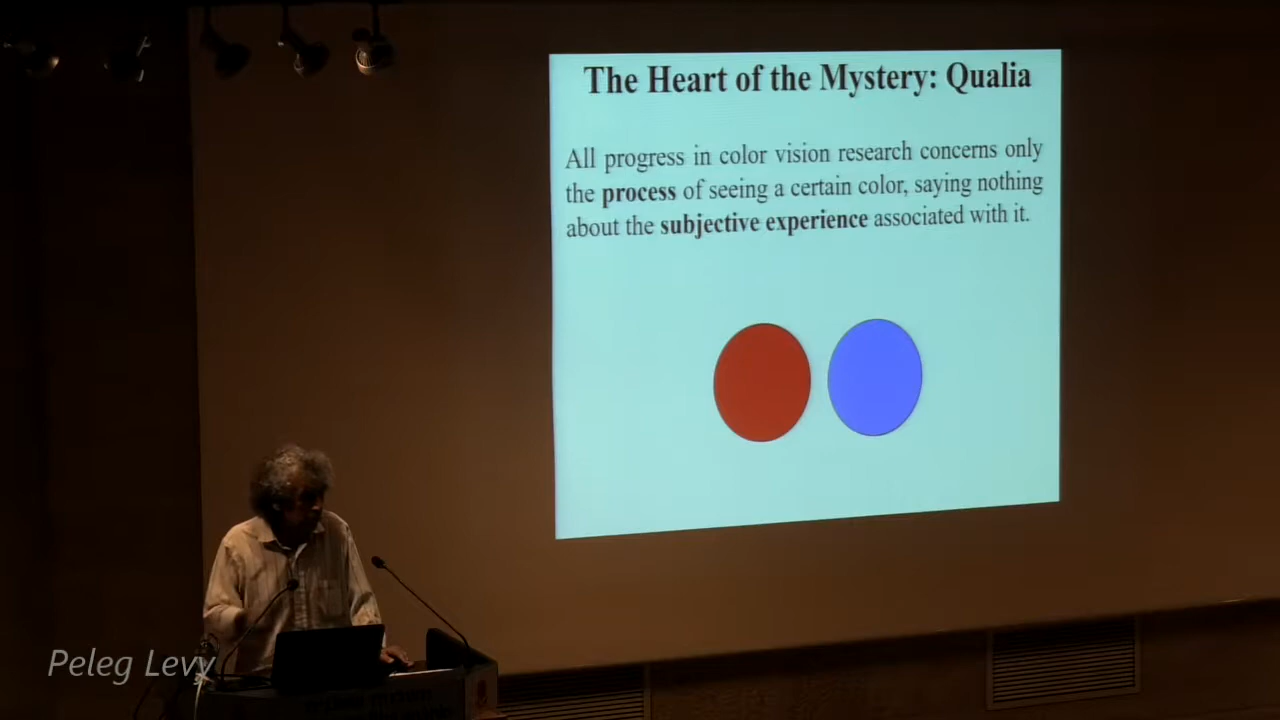 The Heart of the Mystery: Qualia
All progress in color vision research concerns only
the process of seeing a certain color, saying nothing
about the subjective experience associated with it.
Peleg Levy